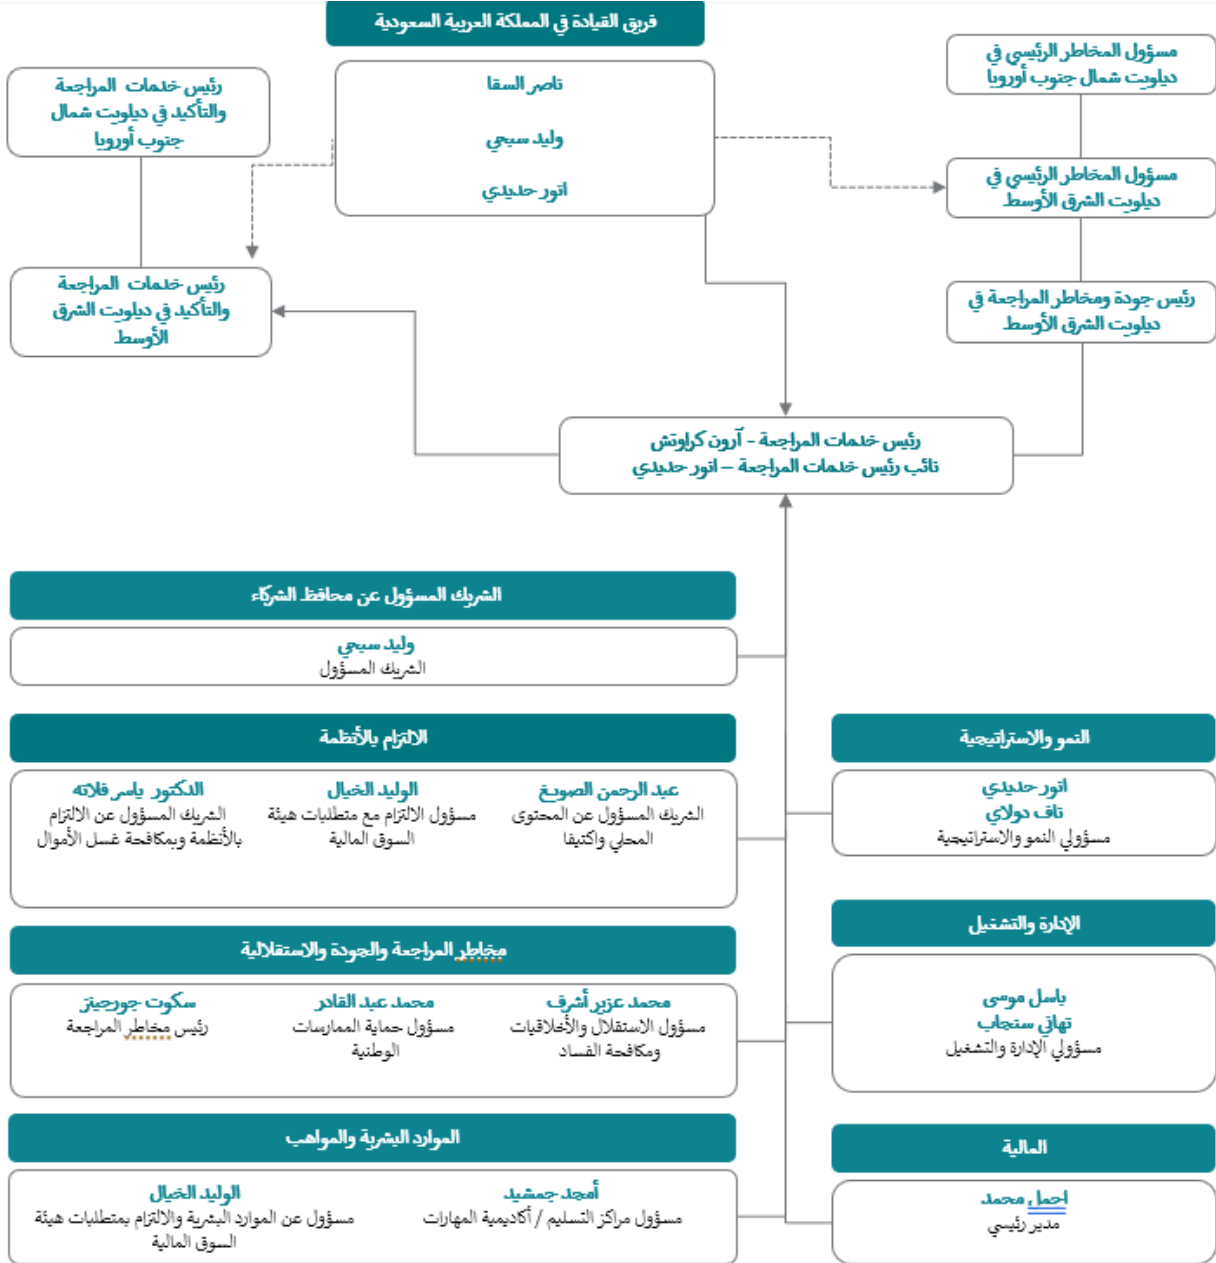 فريق القيادة في المملكة العربية السعودية
مسؤول المخاطر الرئيسي في
ديلويت شمال جنوب أوروبا
ناصر السقا
وليد سبحي
انور حديدي
رئيس خدمات المراجعة
والتأكيد في ديلويت شمال
جنوب أوروبا
مسؤول المخاطر الرئيسي في
ديلويت الشرق الأوسط
رئيس جودة ومخاطر المراجعة في
ديلويت الشرق الأوسط
رئيس خدمات المراجعة
والتأكيد في ديلويت الشرق
الأوسط
رئيس خدمات المراجعة – آرون كراوتش
نائب رئيس خدمات المراجعة – انور حديدي
الشريك المسؤول عن محافظ الشركاء
وليد سبحي
الشريك المسؤول
النمو والاستراتيجية
انور حديدي
تاف دولاي
مسؤولي النمو والاستراتيجية
الالتزام بالأنظمة
عبد الرحمن الصويغ
الشريك المسؤول عن المحتوى
المحلي واكتيفا
الوليد الخيال
مسؤول الالتزام مع متطلبات هيئة
السوق المالية
الدكتور ياسر فلاته
الشريك المسؤول عن الالتزام
بالأنظمة وبمكافحة غسل الأموال
الإدارة والتشغيل
باسل موسى
تهاني سنجاب
مسؤولي الإدارة والتشغيل
مخاطر المراجعة والجودة والاستقلالية
محمد عزير أشرف
مسؤول الاستقلال والأخلاقيات
ومكافحة الفساد
محمد عبد القادر
مسؤول حماية الممارسات
الوطنية
سكوت جورجينز
رئيس مخاطر المراجعة
المالية
اجمل محمد
مدير رئيسي
الموارد البشرية والمواهب
أمجد جمشيد
مسؤول مراكز التسليم / أكاديمية المهارات
الوليد الخيال
مسؤول عن الموارد البشرية والالتزام بمتطلبات هيئة
السوق المالية